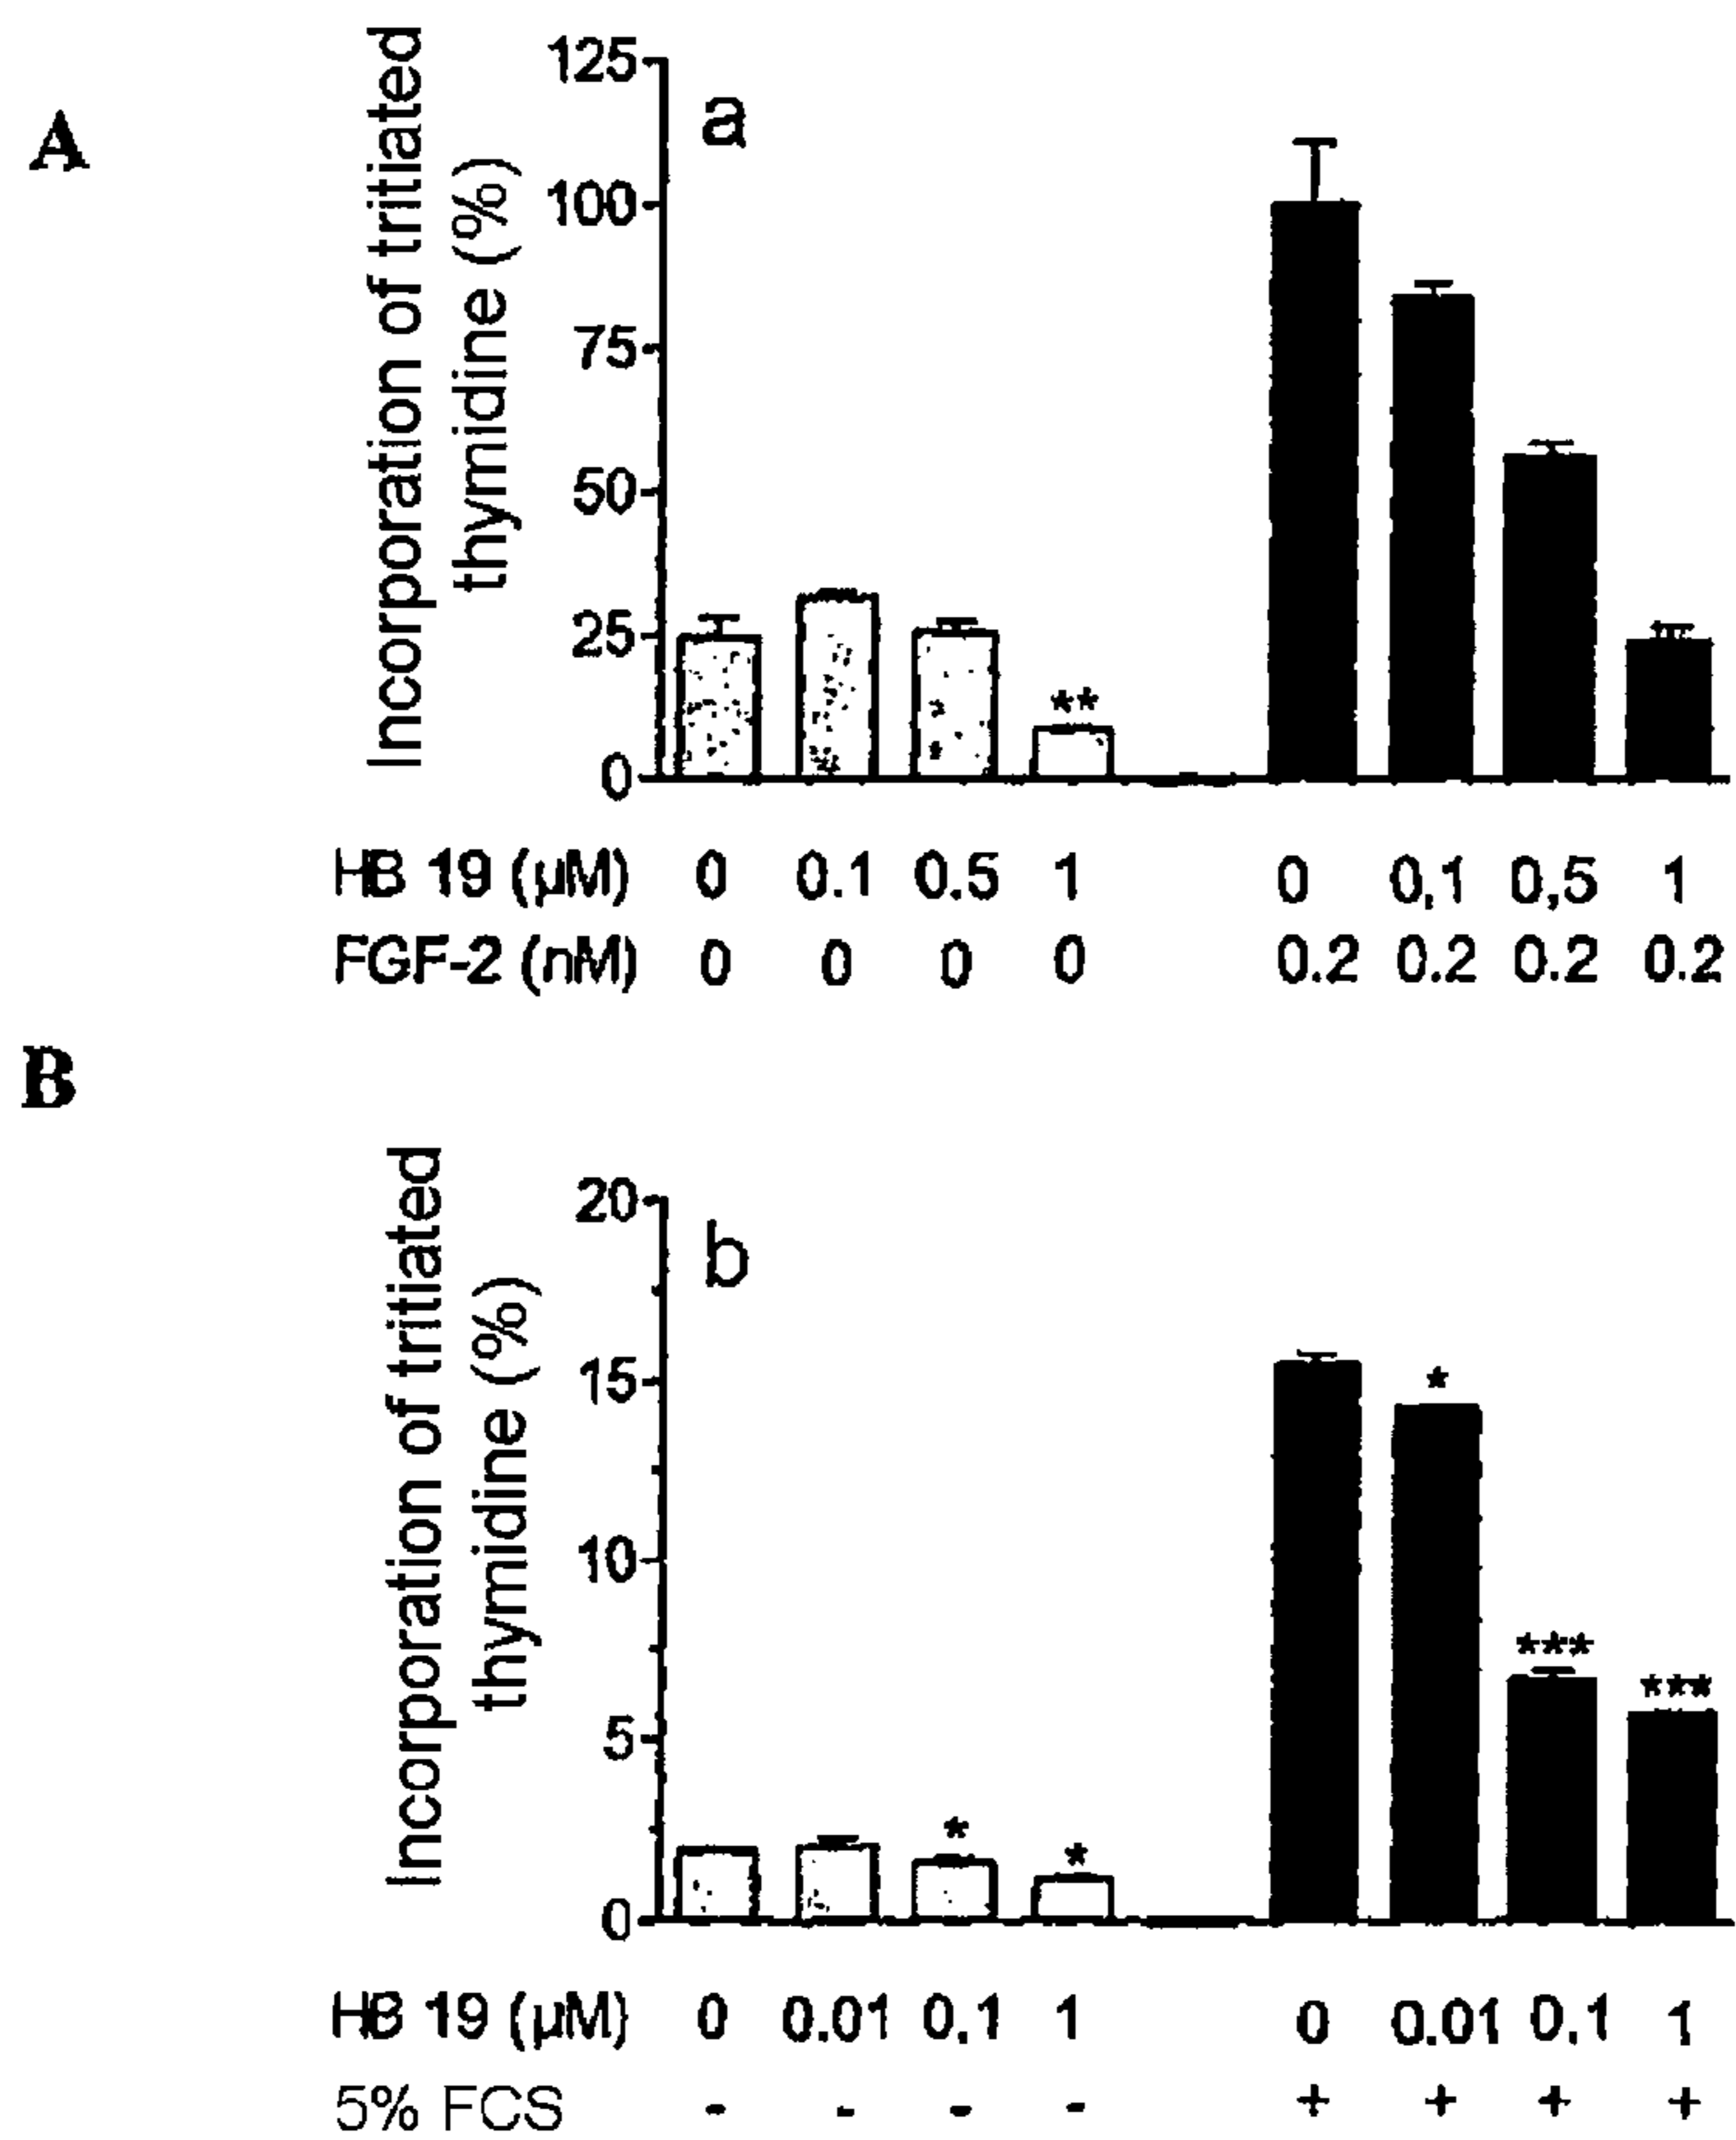 A
a
Incorporation of tritiated
thymidine (%)
125
100
75
50
25
0
**
HB 19 (µM) 0 0.1 0.5 1 0 0,1 0,5 1
FGF-2 (nM) 0 0 0 0 0.2 0.2 0.2 0.2
B
b
Incorporation of tritiated
thymidine (%)
20
15
10
5
0
* * * *** ***
HB 19 (µM) 0 0.01 0.1 1 0 0.01 0.1 1
5% FCS - - - - + + + +